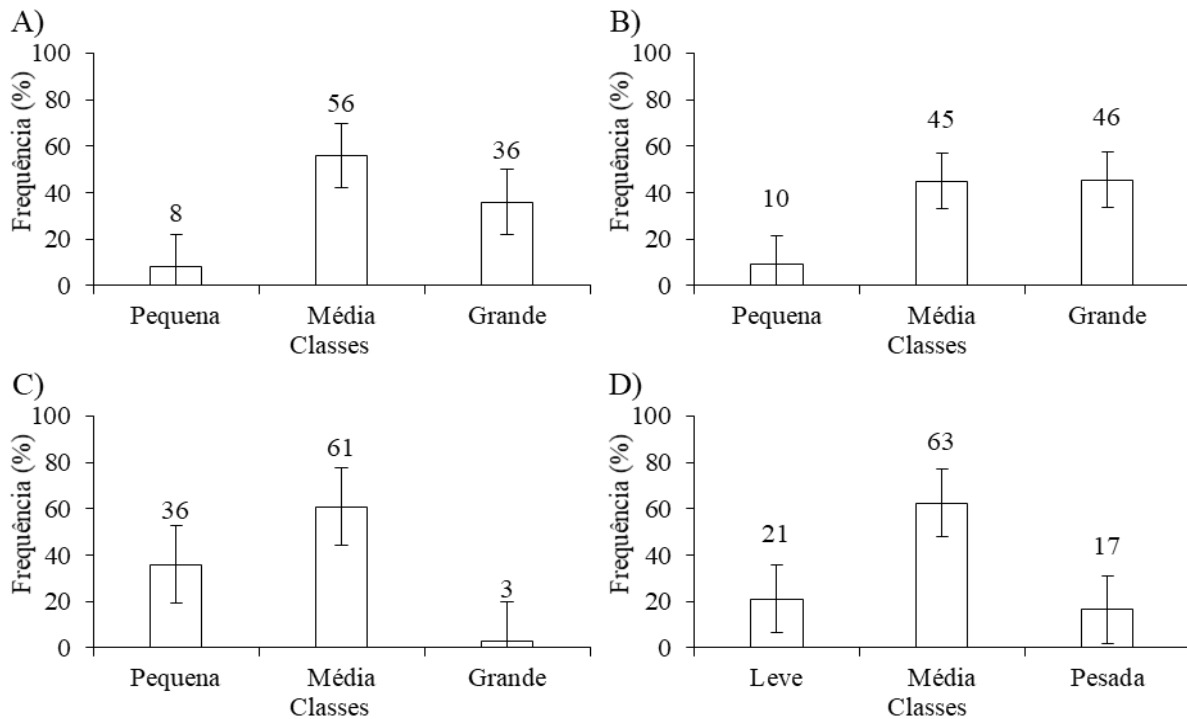 A)
Frequência (%)
100
80
60
40
20
0
8
56
36
Pequena Média Grande
Classes
B)
Frequência (%)
100
80
60
40
20
0
10
45
46
Pequena Média Grande
Classes
C)
Frequência (%)
100
80
60
40
20
0
36
61
3
Pequena Média Grande
Classes
D)
Frequência (%)
100
80
60
40
20
0
21
63
17
Leve Média Pesada
Classes